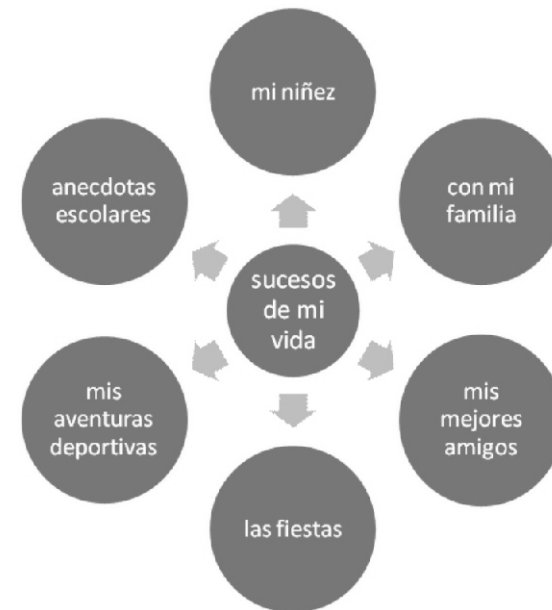 mi niñez
anecdotas
escolares
con mi
familia
sucesos
de mi
vida
mis
aventuras
deportivas
mis
mejores
amigos
las fiestas